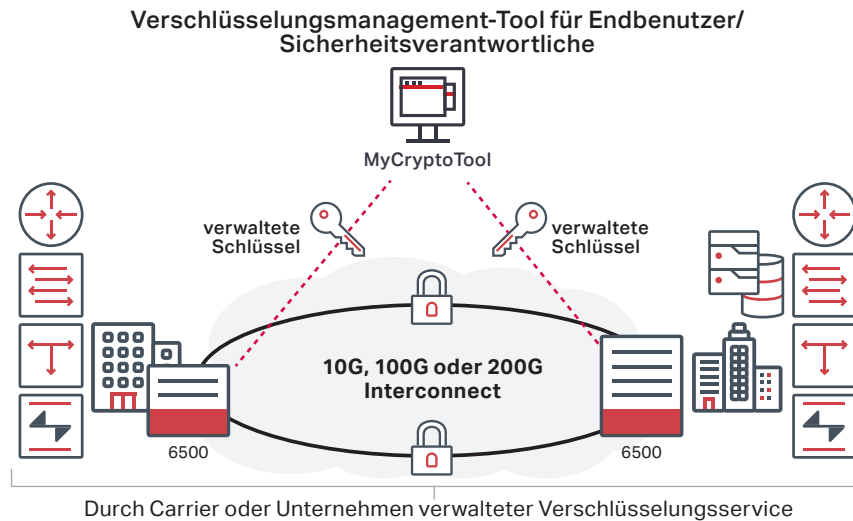 Verschlüsselungsmanagement-Tool für Endbenutzer/
Sicherheitsverantwortliche
MyCryptoTool
verwaltete
Schlüssel
verwaltete
Schlüssel
10G, 100G oder 200G
Interconnect
6500
6500
Durch Carrier oder Unternehmen verwalteter Verschlüsselungsservice